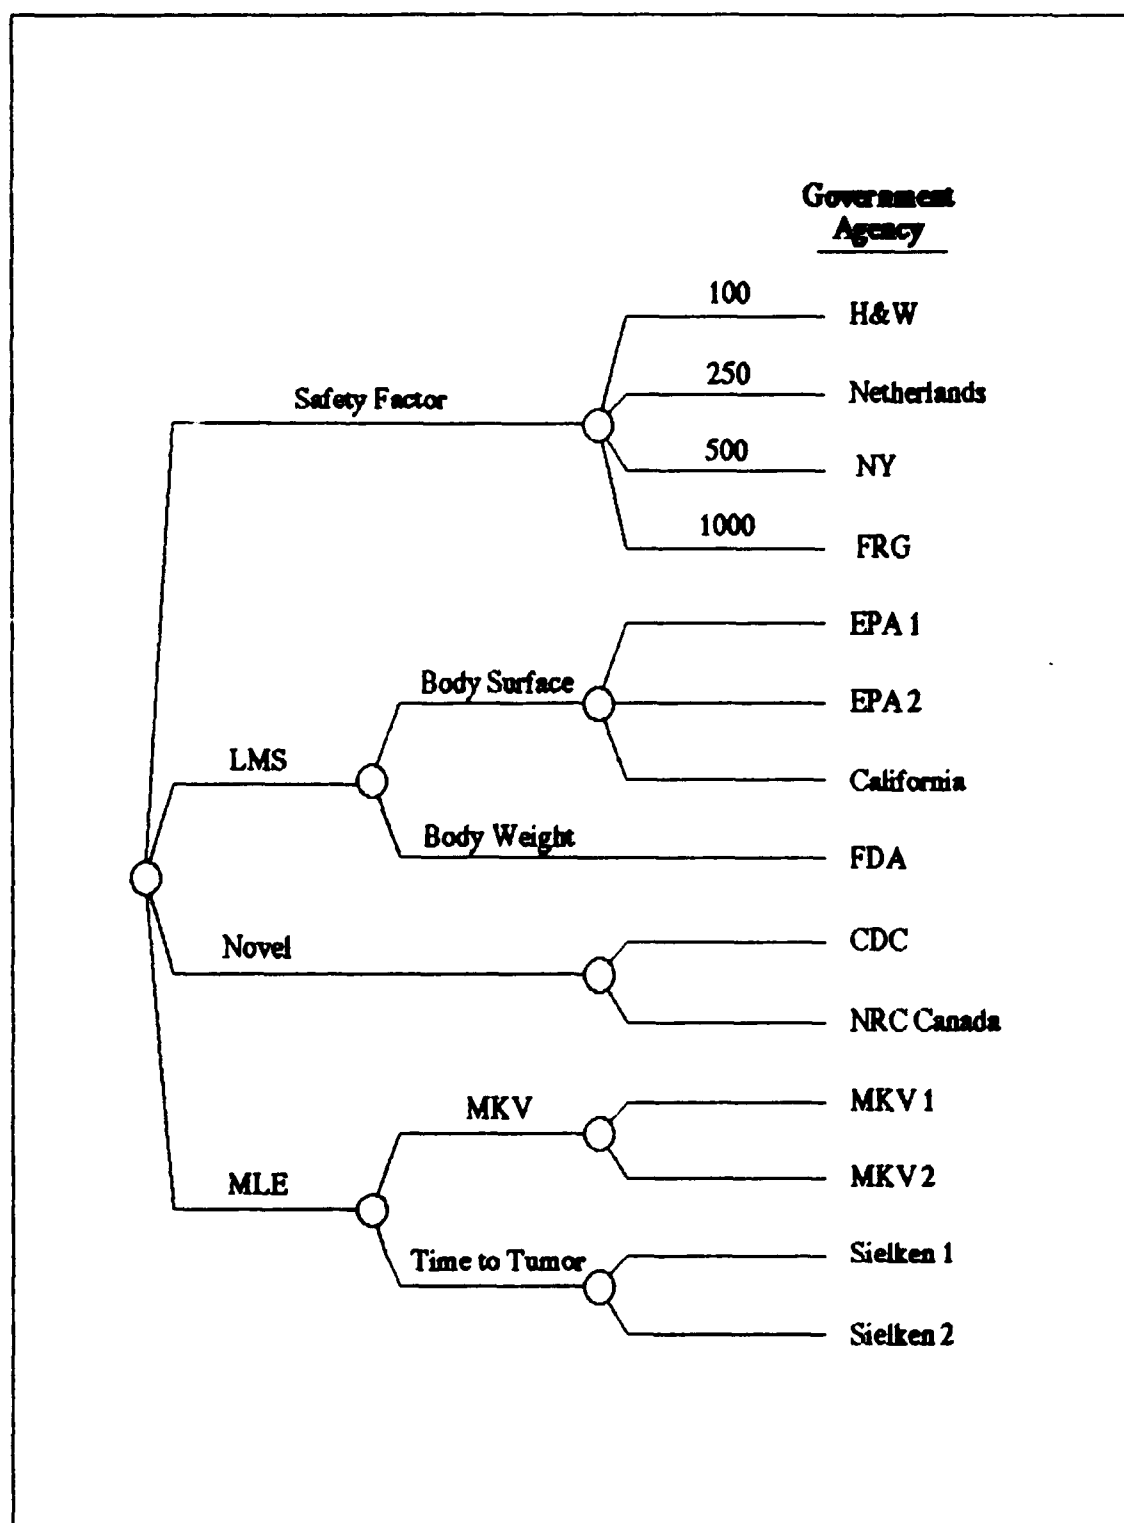 Government
Agency
100
H&W
250
Netherlands
Safety Factor
500
NY
1000
FRG
EPA 1
Body Surface
EPA 2
LMS
California
Body Weight
FDA
Novel
CDC
NRC Canada
MKV
MKV 1
MKV 2
MLE
Time to Tumor
Sielken 1
Sielken 2